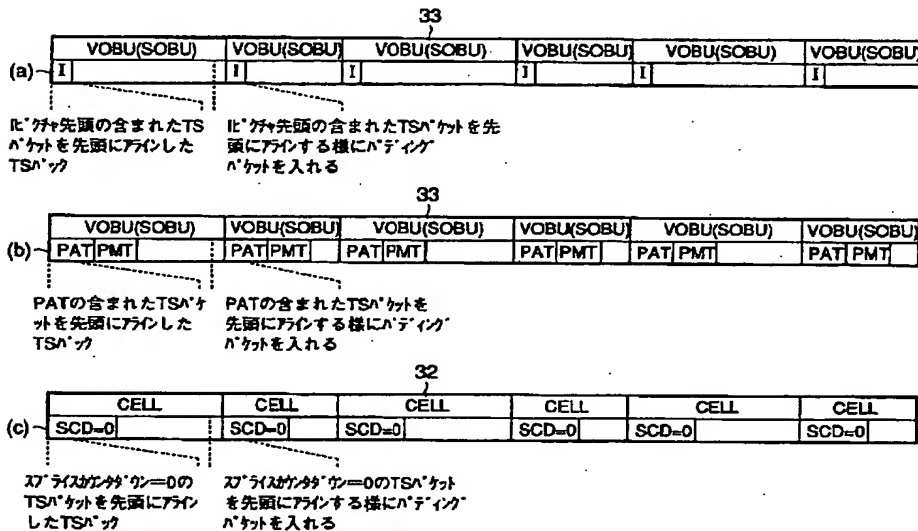 33
VOBU(SOBU) VOBU(SOBU) VOBU(SOBU) VOBU(SOBU) VOBU(SOBU) VOBU(SOBU)
(a) I I I I I I
Iピクチャ先頭の含まれたTS
パケットを先頭にアラインした
TSパック
Iピクチャ先頭の含まれたTSパケットを先
頭にアラインする様にパディング
パケットを入れる
33
VOBU(SOBU) VOBU(SOBU) VOBU(SOBU) VOBU(SOBU) VOBU(SOBU) VOBU(SOBU)
(b) PAT PMT PAT PMT PAT PMT PAT PMT PAT PMT PAT PMT
PATの含まれたTSパケ
ットを先頭にアラインした
TSパック
PATの含まれたTSパケットを
先頭にアラインする様にパディング
パケットを入れる
32
CELL CELL CELL CELL CELL CELL
(c) SCD=0 SCD=0 SCD=0 SCD=0 SCD=0 SCD=0
スプライスカウンタダウン=0の
TSパケットを先頭にアライン
したTSパック
スプライスカウンタダウン=0のTSパケット
を先頭にアラインする様にパディング
パケットを入れる